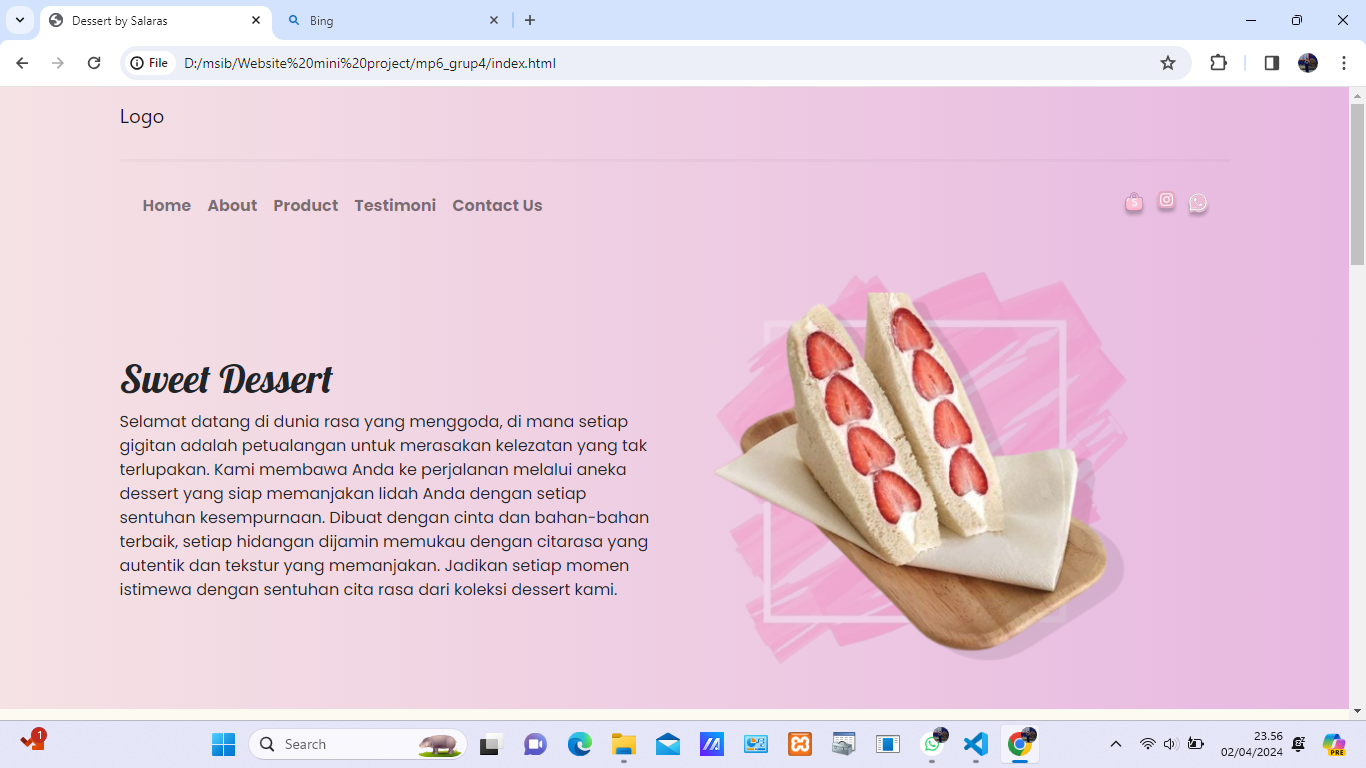 Dessert by Salaras
Bing
File
D:/msib/Website%20mini%20project/mp6_grup4/index.html
Logo
Home About Product Testimoni Contact Us
S
Sweet Dessert
Selamat datang di dunia rasa yang menggoda, di mana setiap
gigitan adalah petualangan untuk merasakan kelezatan yang tak
terlupakan. Kami membawa Anda ke perjalanan melalui aneka
dessert yang siap memanjakan lidah Anda dengan setiap
sentuhan kesempurnaan. Dibuat dengan cinta dan bahan-bahan
terbaik, setiap hidangan dijamin memukau dengan citarasa yang
autentik dan tekstur yang memanjakan. Jadikan setiap momen
istimewa dengan sentuhan cita rasa dari koleksi dessert kami.
1
Search
23.56
02/04/2024
PRE